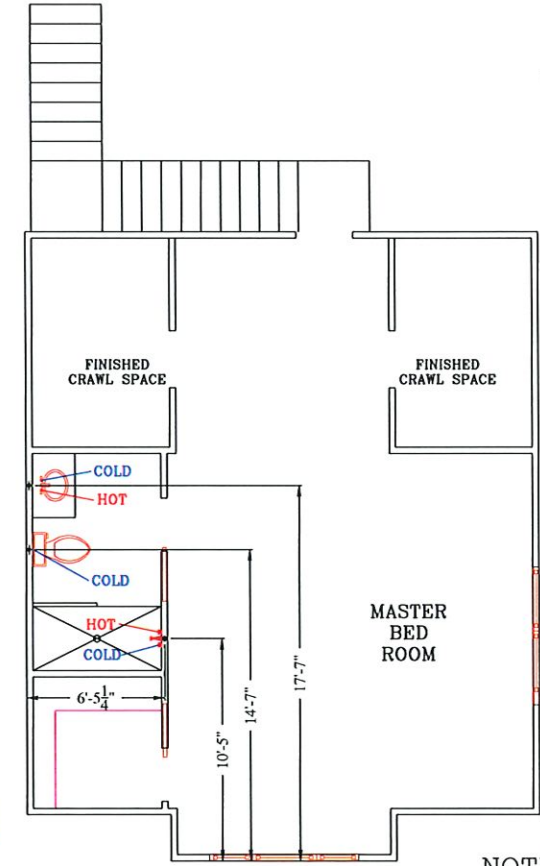 FINISHED
CRAWL SPACE
FINISHED
CRAWL SPACE
COLD
HOT
COLD
HOT
COLD
MASTER
BED
ROOM
6'-5 1/4"
10'-5"
14'-7"
17'-7"
NOT